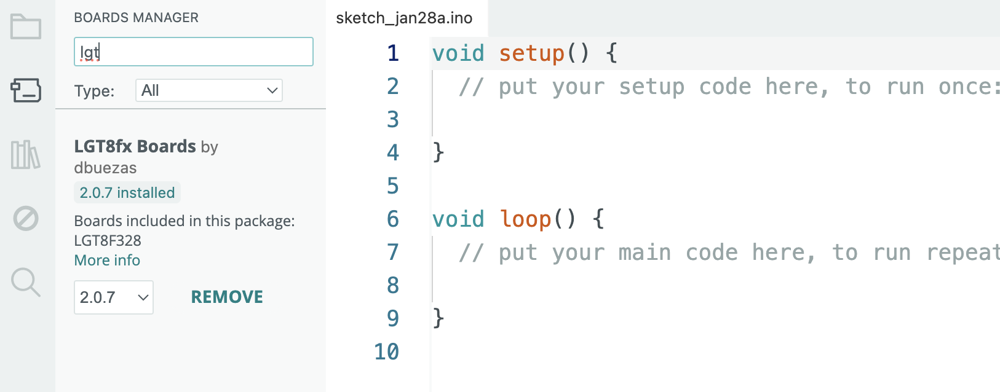 BOARDS MANAGER
lgt
Type: All
LGT8fx Boards by
dbuezas
2.0.7 installed
Boards included in this package:
LGT8F328
More info
2.0.7 REMOVE
sketch_jan28a.ino
1 void setup() {
2 // put your setup code here, to run once:
3
4 }
5
6 void loop() {
7 // put your main code here, to run repeat
8
9 }
10